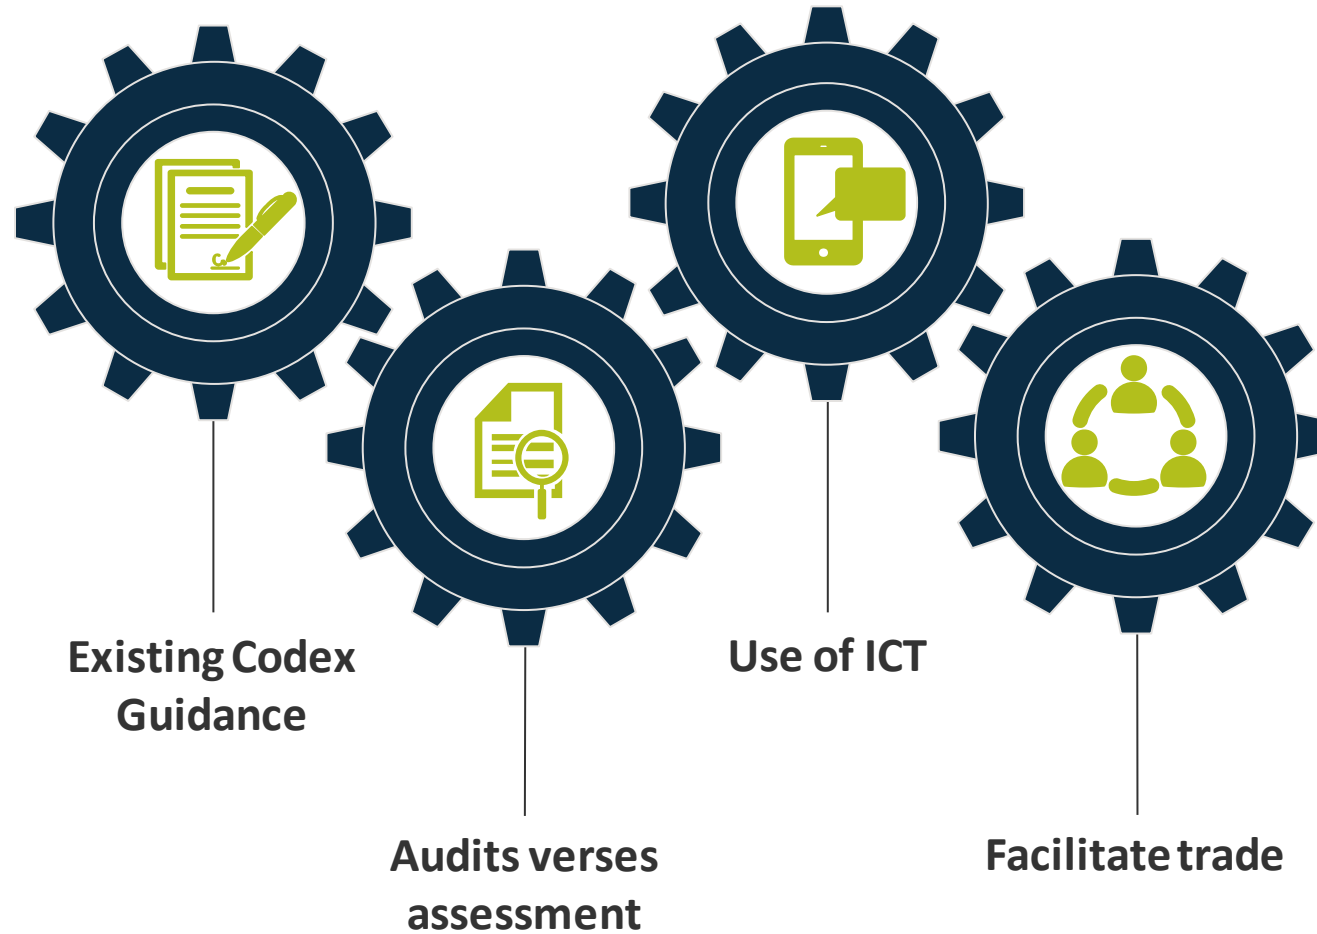 Existing Codex
Guidance
Audits verses
assessment
Use of ICT
Facilitate trade